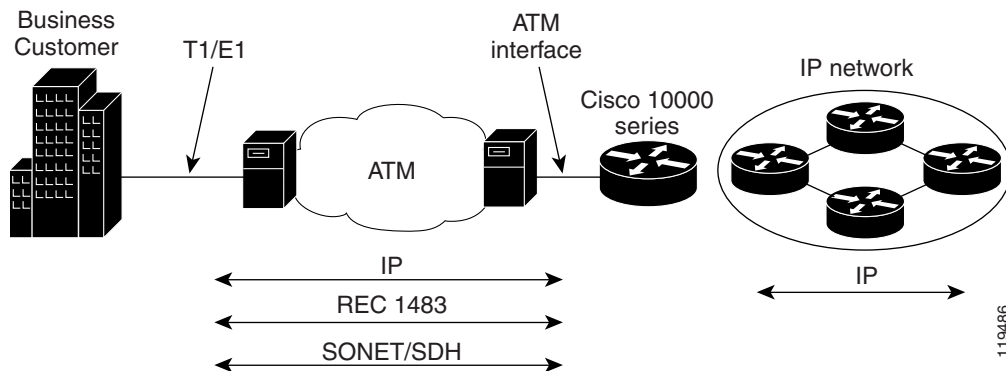 Business
Customer
T1/E1
ATM
interface
Cisco 10000
series
IP network
ATM
IP
REC 1483
SONET/SDH
IP
119486